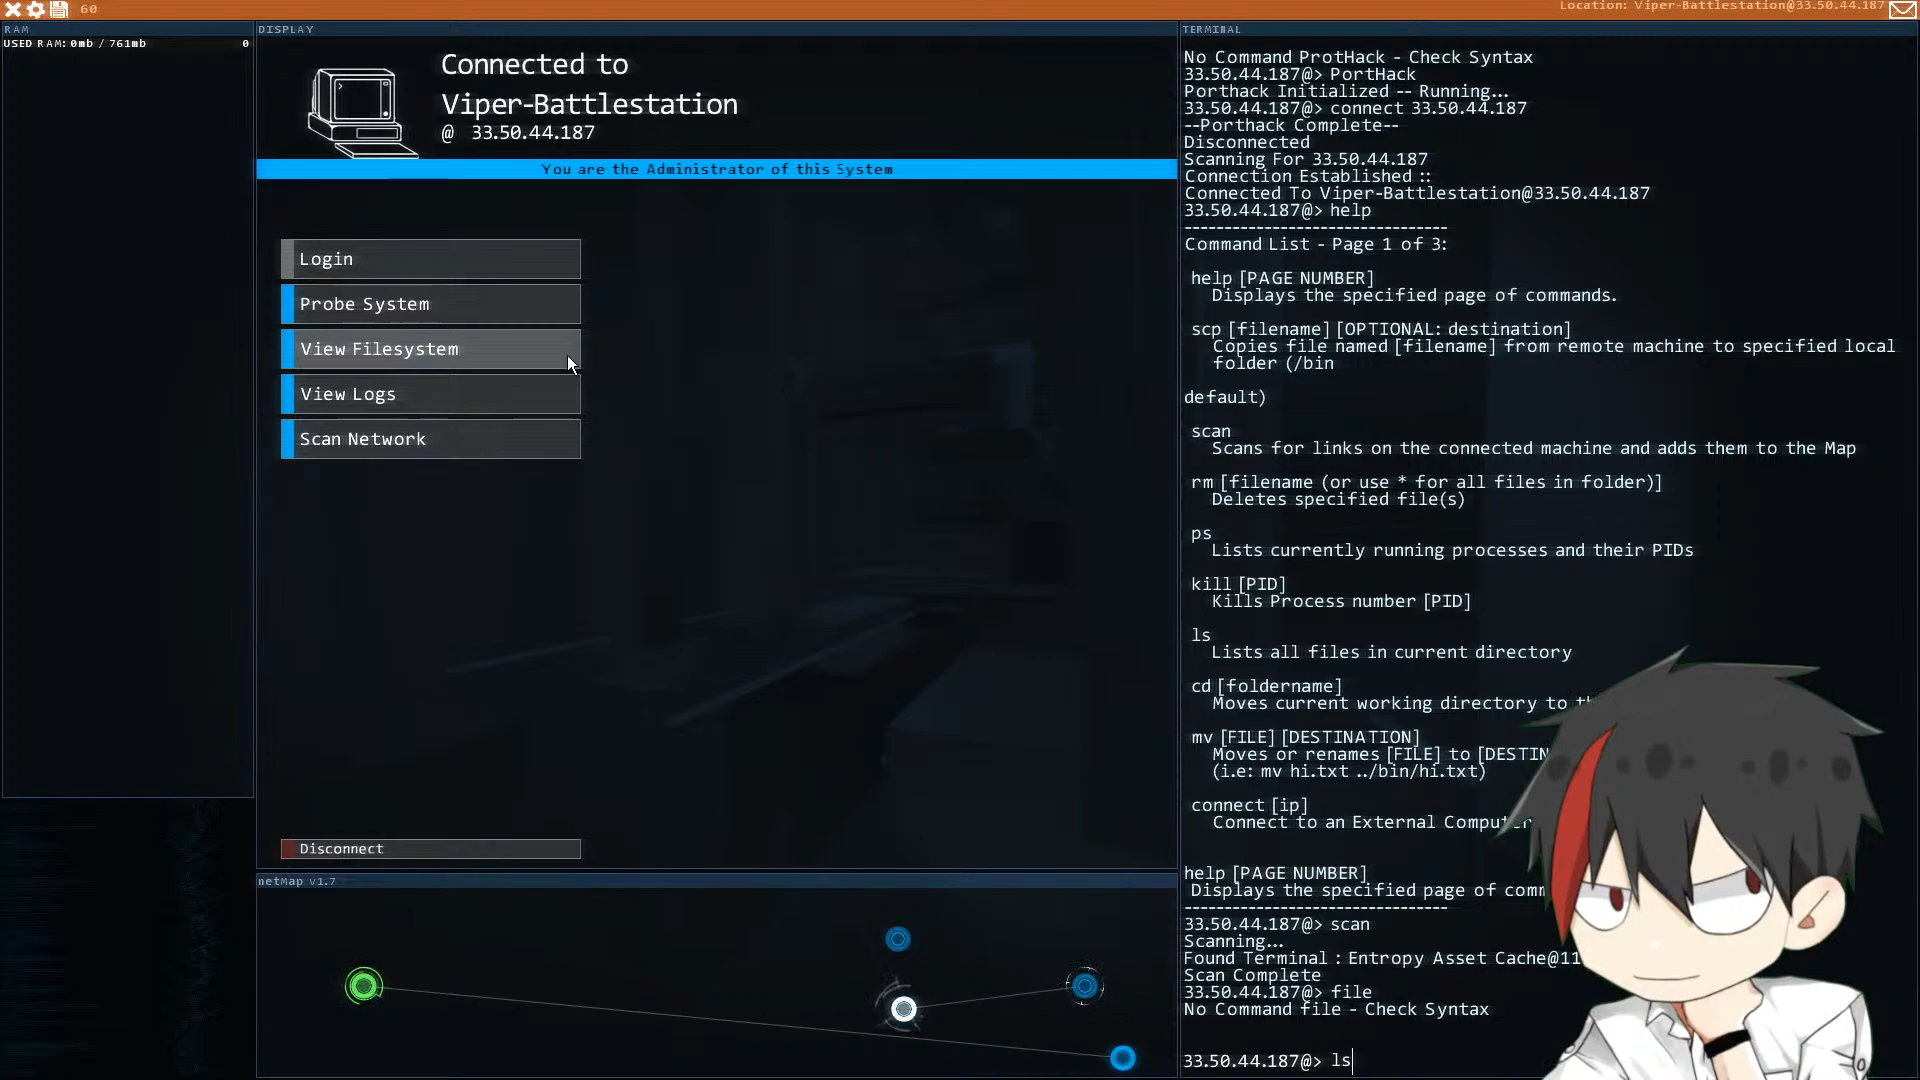 60
Location: Viper-Battlestation@33.50.44.187
RAM
USED RAM: 0mb / 761mb 0
DISPLAY
Connected to
Viper-Battlestation
@ 33.50.44.187
You are the Administrator of this System
Login
Probe System
View Filesystem
View Logs
Scan Network
Disconnect
netMap v1.7
TERMINAL
No Command ProtHack - Check Syntax
33.50.44.187@> PortHack
Porthack Initialized -- Running...
33.50.44.187@> connect 33.50.44.187
--Porthack Complete--
Disconnected
Scanning For 33.50.44.187
Connection Established ::
Connected To Viper-Battlestation@33.50.44.187
33.50.44.187@> help
---------------------------------
Command List - Page 1 of 3:
help [PAGE NUMBER]
Displays the specified page of commands.
scp [filename] [OPTIONAL: destination]
Copies file named [filename] from remote machine to specified local
folder (/bin
default)
scan
Scans for links on the connected machine and adds them to the Map
rm [filename (or use * for all files in folder)]
Deletes specified file(s)
ps
Lists currently running processes and their PIDs
kill [PID]
Kills Process number [PID]
ls
Lists all files in current directory
cd [foldername]
Moves current working directory to
mv [FILE] [DESTINATION]
Moves or renames [FILE] to [DESTIN
(i.e: mv hi.txt ../bin/hi.txt)
connect [ip]
Connect to an External Computer
help [PAGE NUMBER]
Displays the specified page of comm
---------------------------------
33.50.44.187@> scan
Scanning...
Found Terminal : Entropy Asset Cache@11
Scan Complete
33.50.44.187@> file
No Command file - Check Syntax
33.50.44.187@> ls